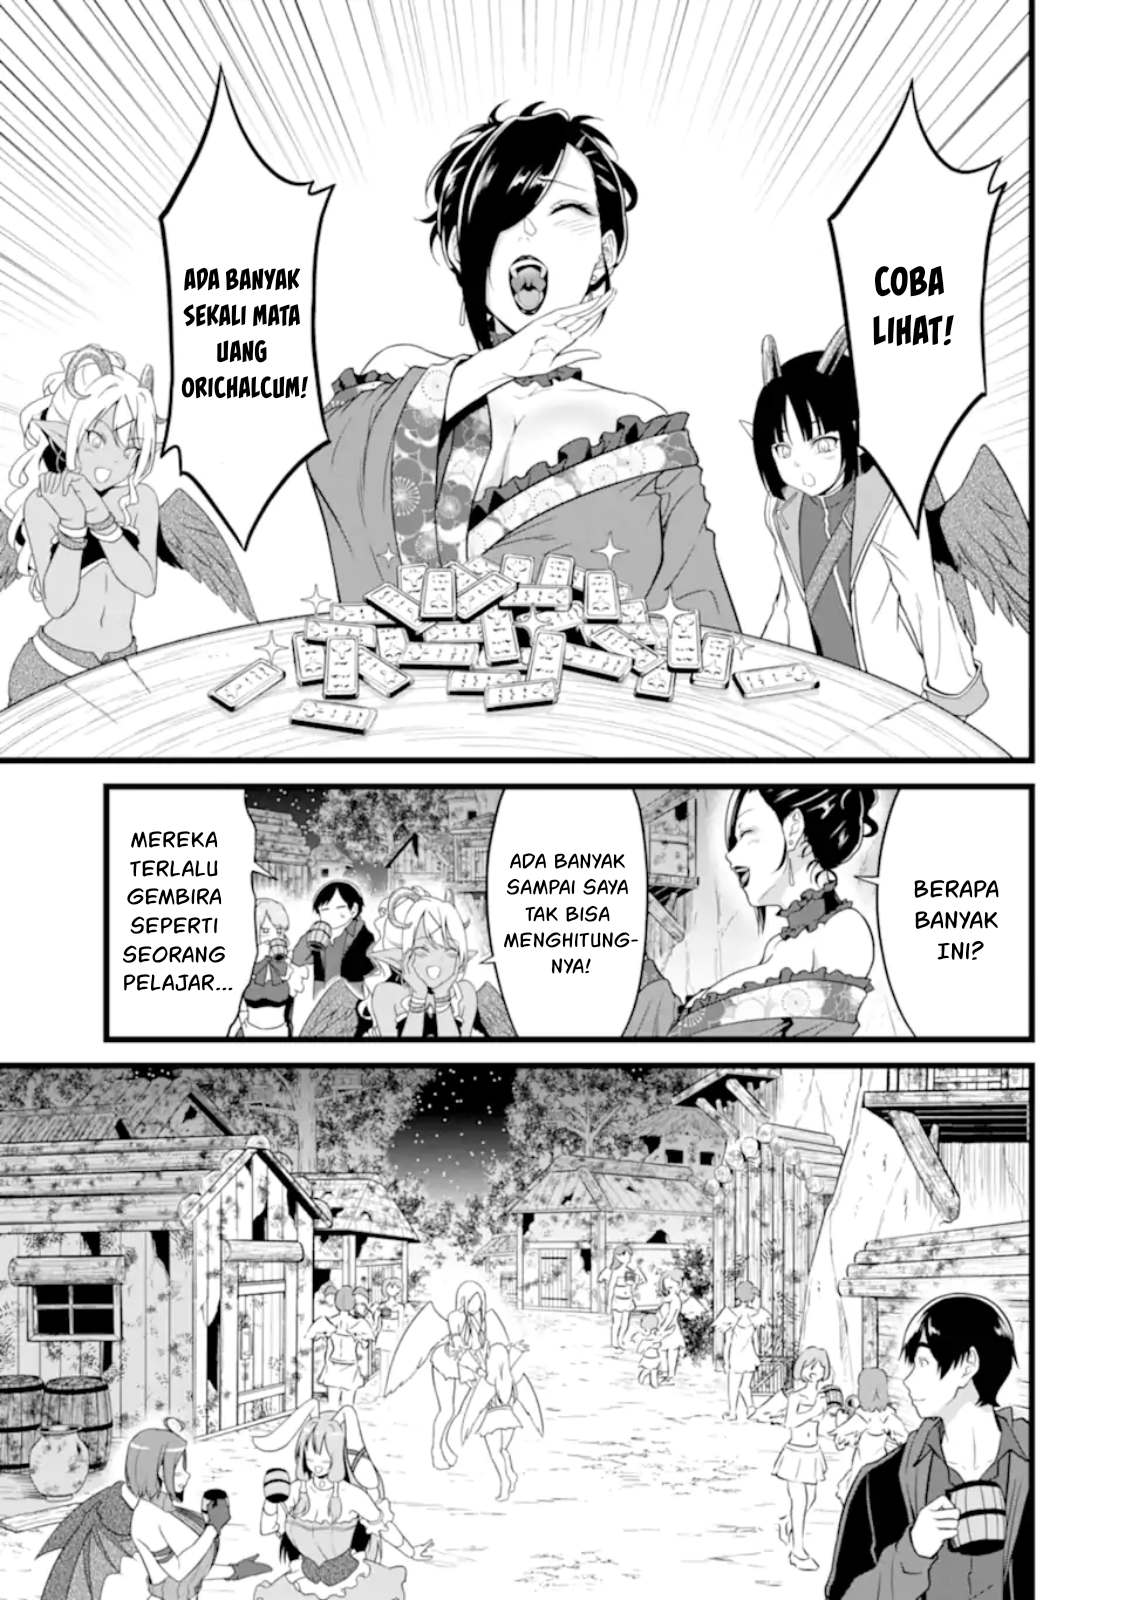 COBA
LIHAT!
ADA BANYAK
SEKALI MATA
UANG
ORICHALCUM!
BERAPA
BANYAK
INI?
ADA BANYAK
SAMPAI SAYA
TAK BISA
MENGHITUNG-
NYA!
MEREKA
TERLALU
GEMBIRA
SEPERTI
SEORANG
PELAJAR...